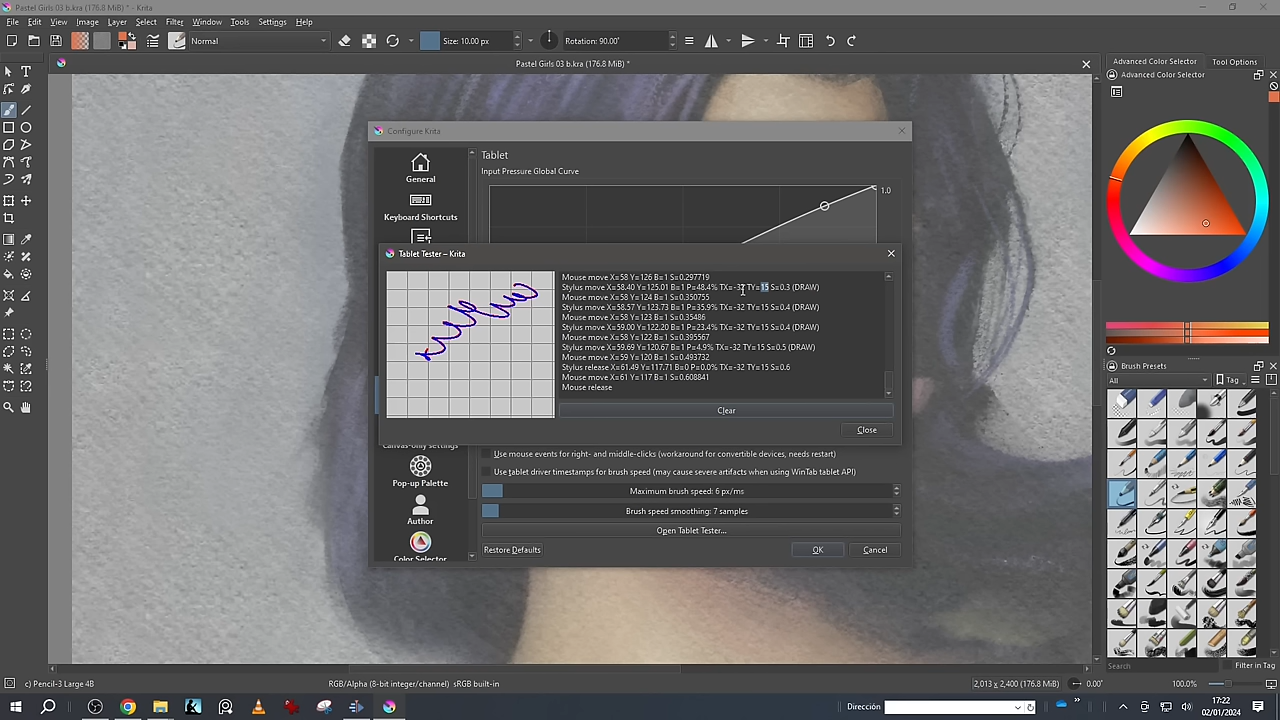 Pastel Girls 03 b.kra (176.8 MiB) * - Krita
File Edit View Image Layer Select Filter Window Tools Settings Help
Normal
Size: 10.00 px
Rotation: 90.00°
Pastel Girls 03 b.kra (176.8 MiB) *
Advanced Color Selector Tool Options
Advanced Color Selector
Configure Krita
General
Keyboard Shortcuts
Tablet
Input Pressure Global Curve
1.0
Tablet Tester – Krita
Mouse move X=58 Y=126 B=1 S=0.297719
Stylus move X=58.40 Y=125.01 B=1 P=48.4% TX=-32 TY=15 S=0.3 (DRAW)
Mouse move X=58 Y=124 B=1 S=0.350755
Stylus move X=58.57 Y=123.73 B=1 P=35.9% TX=-32 TY=15 S=0.4 (DRAW)
Mouse move X=58 Y=123 B=1 S=0.35486
Stylus move X=59.00 Y=122.20 B=1 P=23.4% TX=-32 TY=15 S=0.4 (DRAW)
Mouse move X=58 Y=122 B=1 S=0.395567
Stylus move X=59.69 Y=120.67 B=1 P=4.9% TX=-32 TY=15 S=0.5 (DRAW)
Mouse move X=59 Y=120 B=1 S=0.493732
Stylus release X=61.49 Y=117.71 B=0 P=0.0% TX=-32 TY=15 S=0.6
Mouse move X=61 Y=117 B=1 S=0.608841
Mouse release
Clear
Close
Canvas-only settings
Pop-up Palette
Author
Color Selector
Use mouse events for right- and middle-clicks (workaround for convertible devices, needs restart)
Use tablet driver timestamps for brush speed (may cause severe artifacts when using WinTab tablet API)
Maximum brush speed: 6 px/ms
Brush speed smoothing: 7 samples
Open Tablet Tester...
Restore Defaults
OK
Cancel
Brush Presets
All
Tag
Search
Filter in Tag
c) Pencil-3 Large 4B
RGB/Alpha (8-bit integer/channel) sRGB built-in
2,013 x 2,400 (176.8 MiB)
0.00°
100.0%
Dirección
17:22
02/01/2024